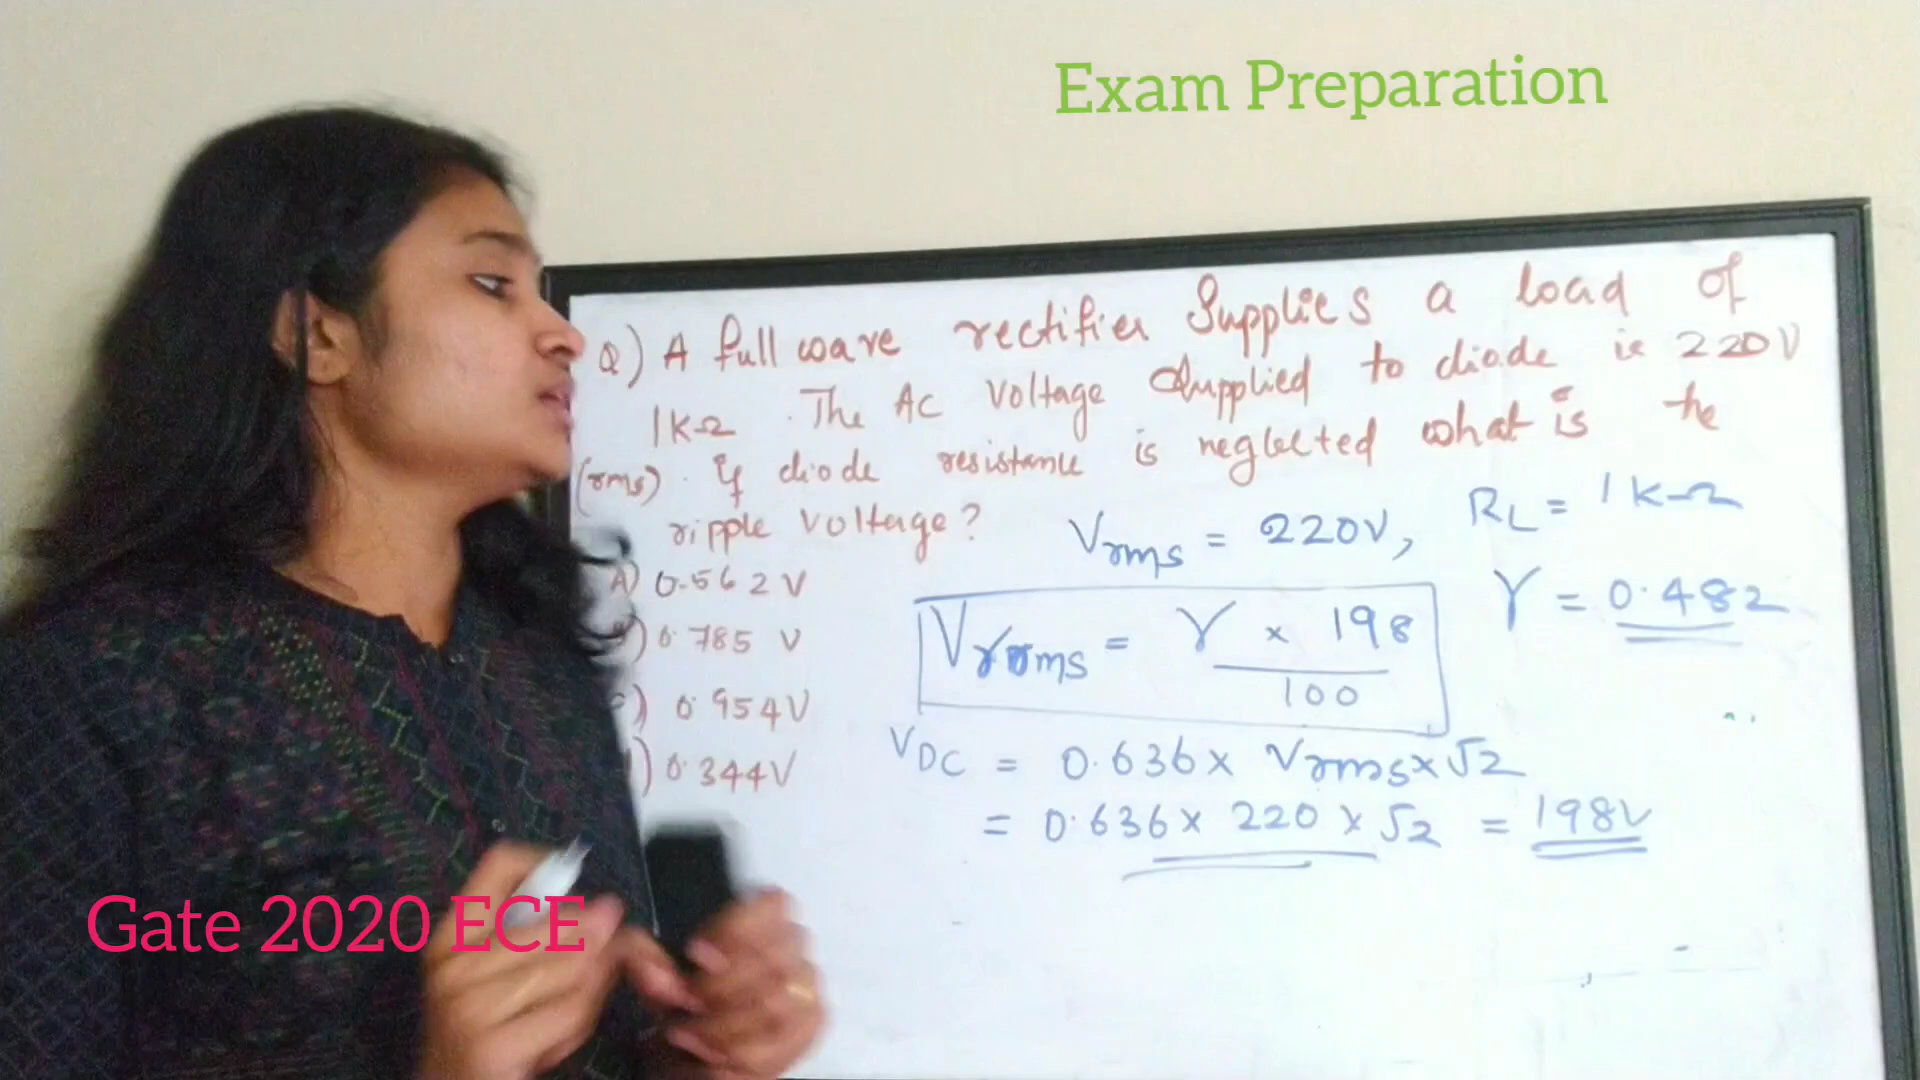 Exam Preparation
Q) A full wave rectifier Supplies a load of
1kΩ. The AC Voltage Supplied to diode is 220V
(rms). If diode resistance is neglected what is the
ripple voltage?
A) 0.562 V
B) 0.785 V
C) 0.954V
) 0.344V
Vrms = 220V, RL = 1kΩ
γ = 0.482
Vγrms = γ × 198
100
VDC = 0.636 × Vrms × √2
= 0.636 × 220 × √2 = 198V
Gate 2020 ECE